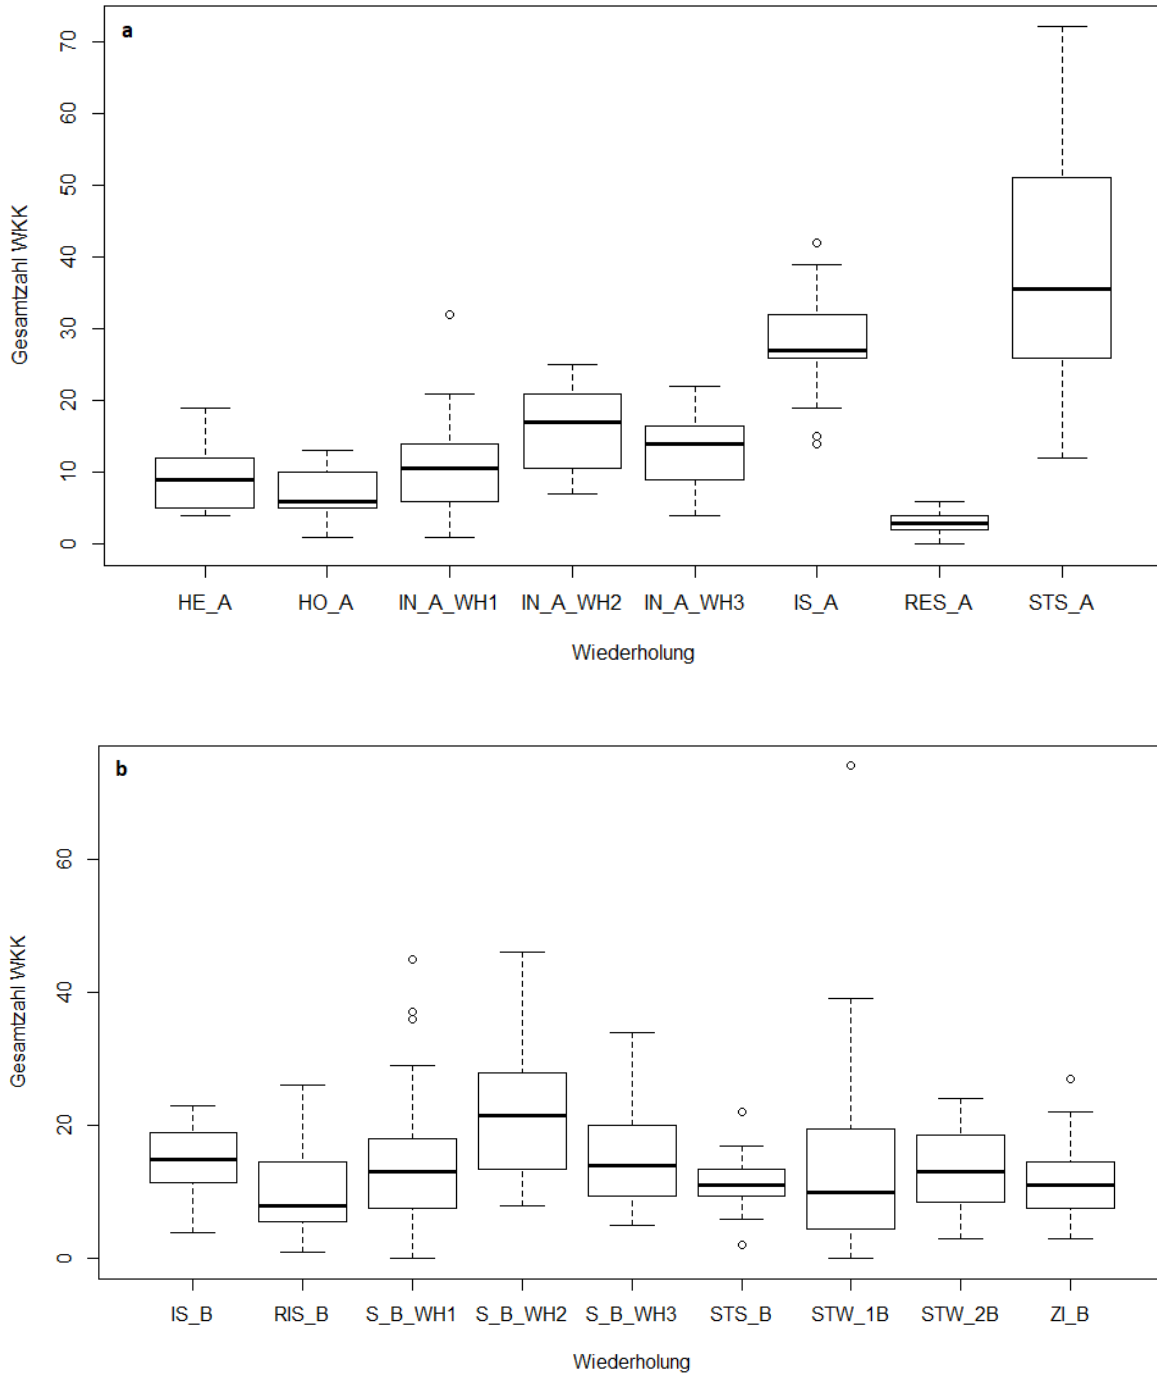 a
70
60
50
40
30
20
10
0
Gesamtzahl WKK
HE_A HO_A IN_A_WH1 IN_A_WH2 IN_A_WH3 IS_A RES_A STS_A
Wiederholung
b
60
40
20
0
Gesamtzahl WKK
IS_B RIS_B S_B_WH1 S_B_WH2 S_B_WH3 STS_B STW_1B STW_2B ZI_B
Wiederholung